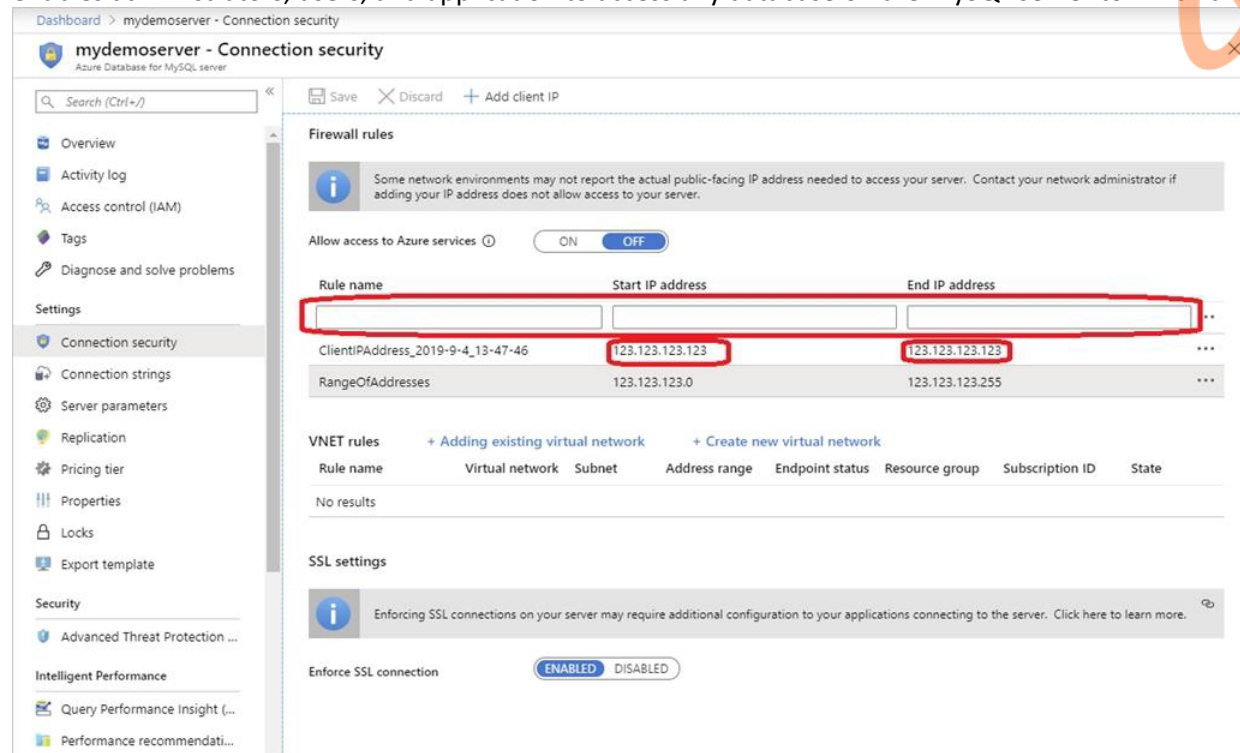 Dashboard > mydemoserver - Connection security
mydemoserver - Connection security
Azure Database for MySQL server
Search (Ctrl+/)
«
Overview
Activity log
Access control (IAM)
Tags
Diagnose and solve problems
Settings
Connection security
Connection strings
Server parameters
Replication
Pricing tier
Properties
Locks
Export template
Security
Advanced Threat Protection ...
Intelligent Performance
Query Performance Insight (...
Performance recommendati...
Save Discard + Add client IP
Firewall rules
Some network environments may not report the actual public-facing IP address needed to access your server. Contact your network administrator if
adding your IP address does not allow access to your server.
Allow access to Azure services ON OFF
Rule name Start IP address End IP address
ClientIPAddress_2019-9-4_13-47-46 123.123.123.123 123.123.123.123 ...
RangeOfAddresses 123.123.123.0 123.123.123.255 ...
VNET rules + Adding existing virtual network + Create new virtual network
Rule name Virtual network Subnet Address range Endpoint status Resource group Subscription ID State
No results
SSL settings
Enforcing SSL connections on your server may require additional configuration to your applications connecting to the server. Click here to learn more.
Enforce SSL connection ENABLED DISABLED